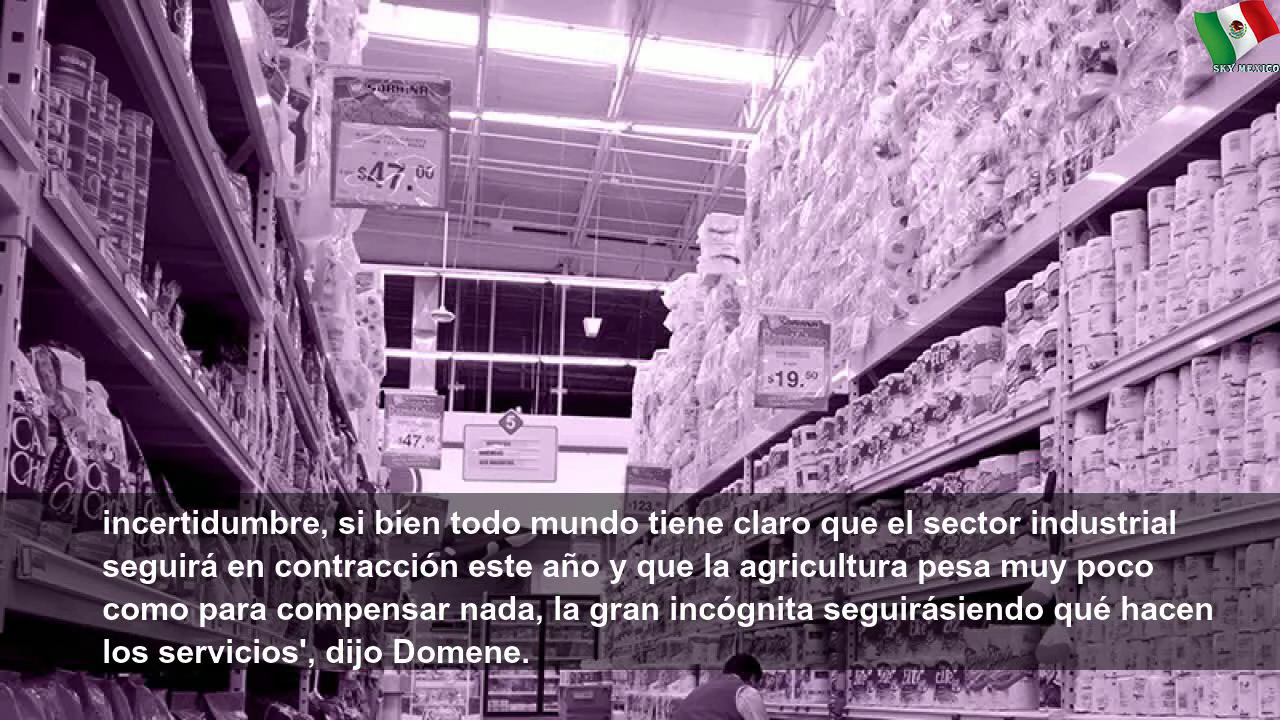 SKY MEXICO
SORIANA
$47.00
$19.50
$47.00
5
incertidumbre, si bien todo mundo tiene claro que el sector industrial
seguirá en contracción este año y que la agricultura pesa muy poco
como para compensar nada, la gran incógnita seguirásiendo qué hacen
los servicios', dijo Domene.